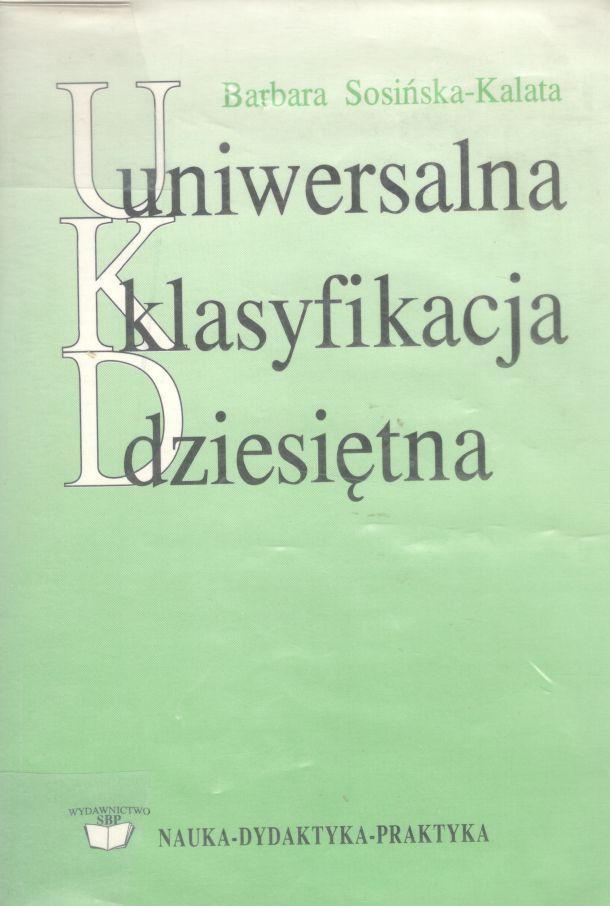 Barbara Sosińska-Kalata
U uniwersalna
K klasyfikacja
D dziesiętna
WYDAWNICTWO
SBP
NAUKA-DYDAKTYKA-PRAKTYKA